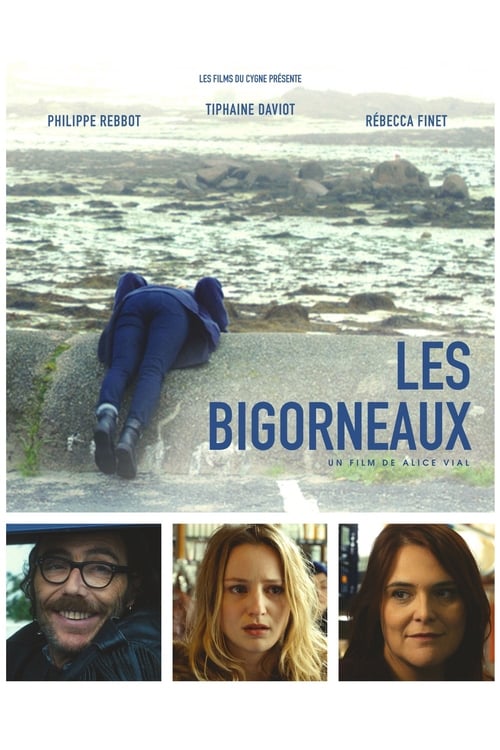 LES FILMS DU CYGNE PRÉSENTE
PHILIPPE REBBOT
TIPHAINE DAVIOT
RÉBECCA FINET
LES
BIGORNEAUX
UN FILM DE ALICE VIAL